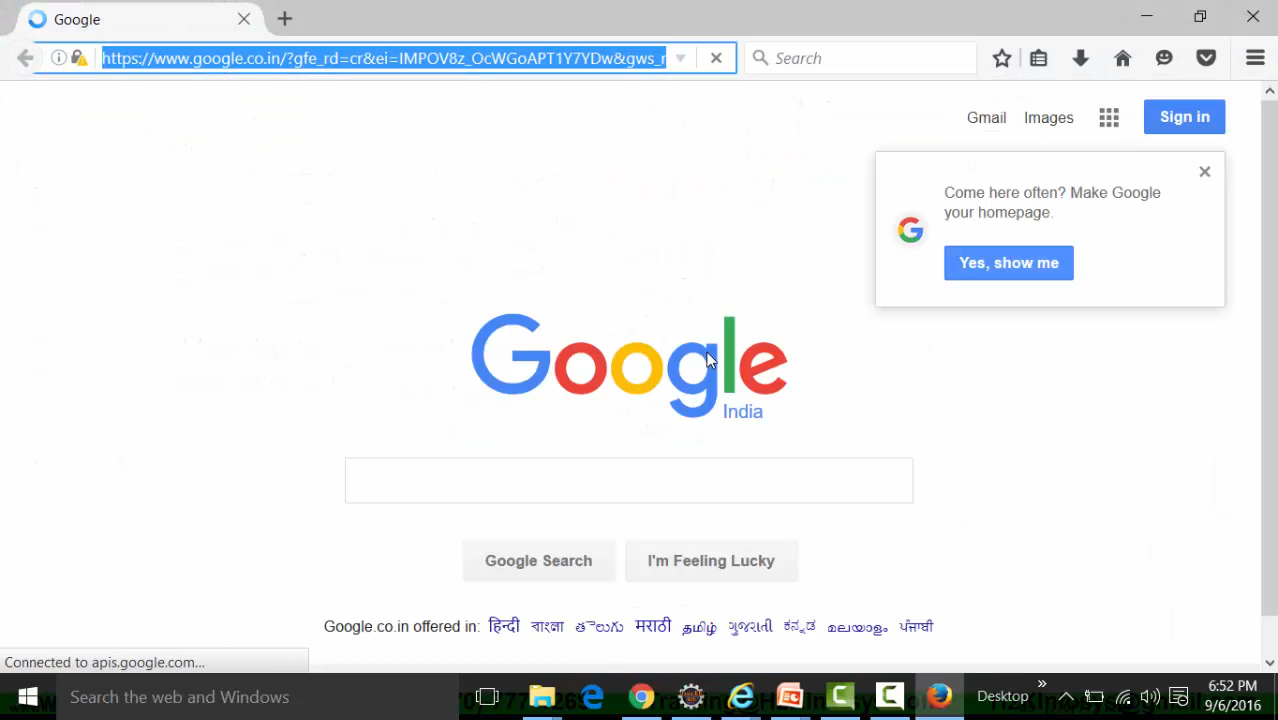 Google
https://www.google.co.in/?gfe_rd=cr&ei=IMPOV8z_OcWGoAPT1Y7YDw&gws_r
Search
Gmail Images Sign in
Come here often? Make Google
your homepage.
Yes, show me
Google
India
Google Search I'm Feeling Lucky
Google.co.in offered in: हिन्दी বাংলা తెలుగు मराठी தமிழ் ગુજરાતી ಕನ್ನಡ മലയാളം ਪੰਜਾਬੀ
Connected to apis.google.com...
Search the web and Windows
Desktop
6:52 PM
9/6/2016